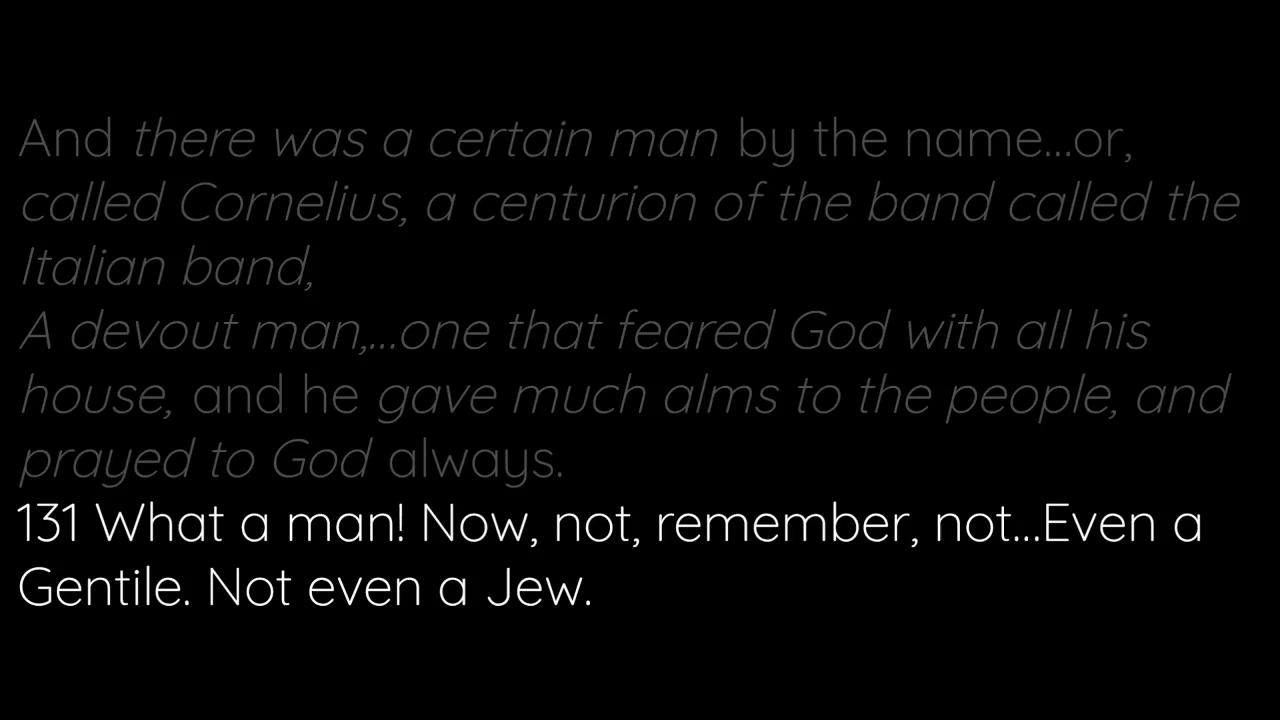 And there was a certain man by the name...or,
called Cornelius, a centurion of the band called the
Italian band,
A devout man,...one that feared God with all his
house, and he gave much alms to the people, and
prayed to God always.
131 What a man! Now, not, remember, not...Even a
Gentile. Not even a Jew.